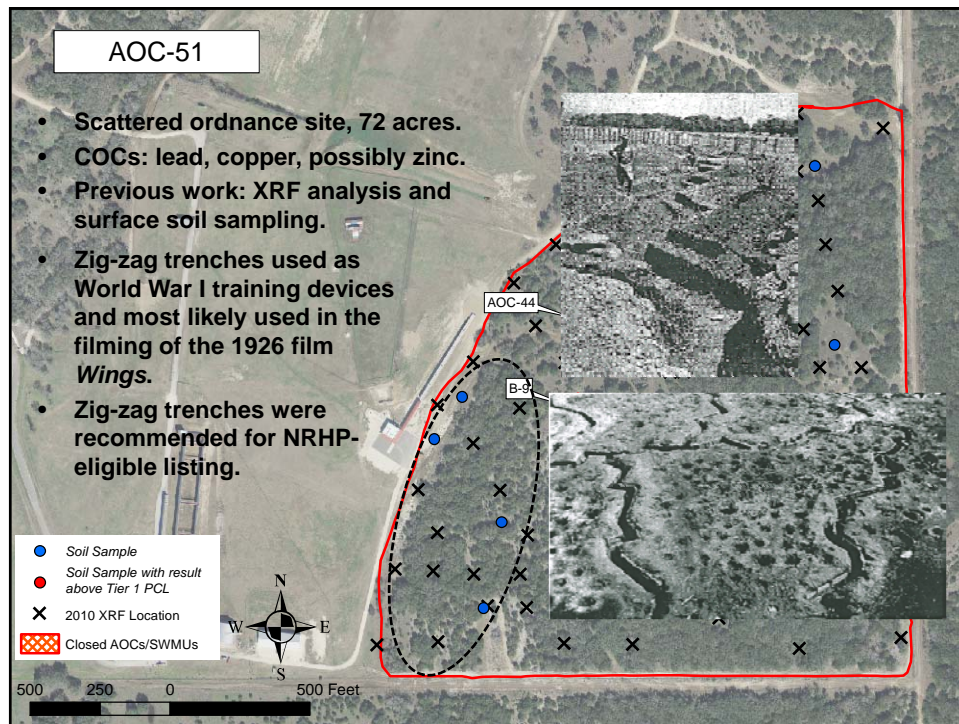 AOC-51
• Scattered ordnance site, 72 acres.
• COCs: lead, copper, possibly zinc.
• Previous work: XRF analysis and
surface soil sampling.
• Zig-zag trenches used as
World War I training devices
and most likely used in the
filming of the 1926 film
Wings.
• Zig-zag trenches were
recommended for NRHP-
eligible listing.
AOC-44
B-9
Soil Sample
Soil Sample with result
above Tier 1 PCL
2010 XRF Location
Closed AOCs/SWMUs
N
W
E
S
500 250 0 500 Feet